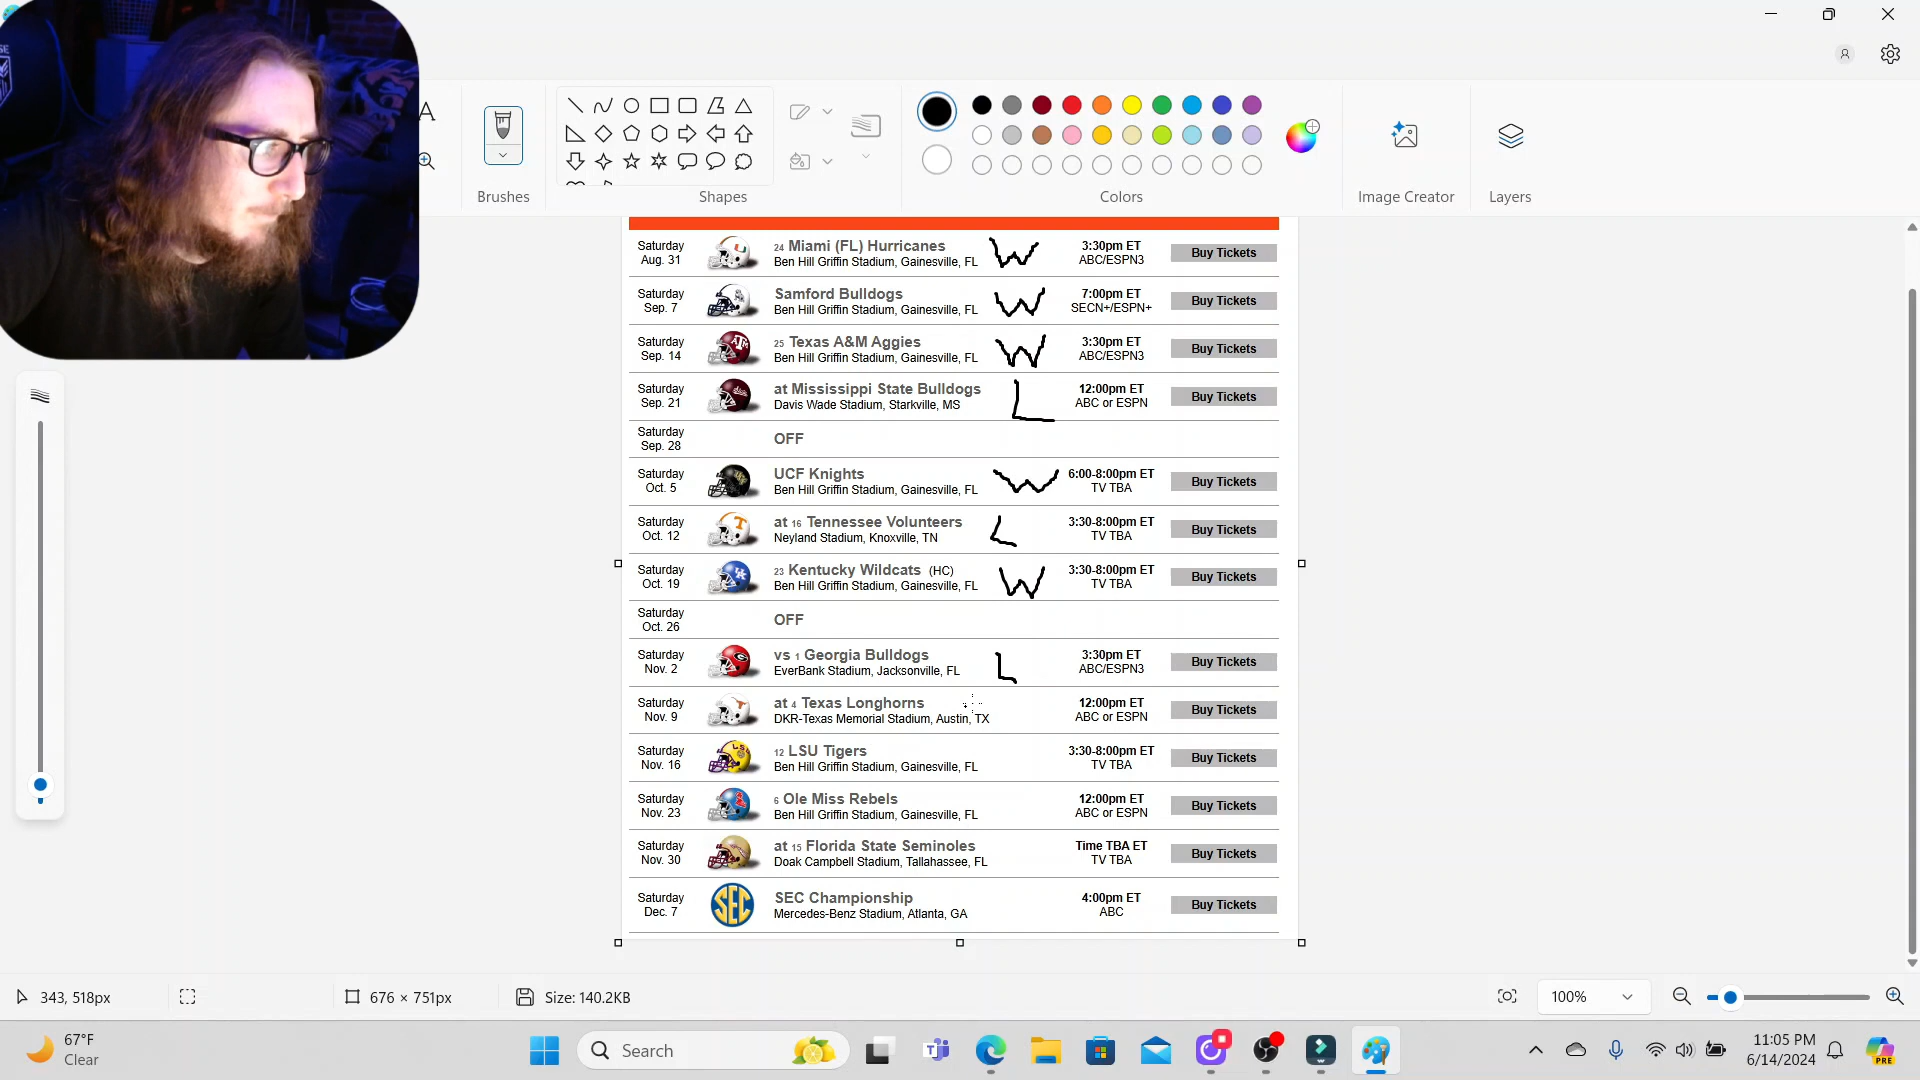 A
Brushes
Shapes
Colors
Image Creator
Layers
Saturday
Aug. 31
24 Miami (FL) Hurricanes
Ben Hill Griffin Stadium, Gainesville, FL
W
3:30pm ET
ABC/ESPN3
Buy Tickets
Saturday
Sep. 7
Samford Bulldogs
Ben Hill Griffin Stadium, Gainesville, FL
W
7:00pm ET
SECN+/ESPN+
Buy Tickets
Saturday
Sep. 14
25 Texas A&M Aggies
Ben Hill Griffin Stadium, Gainesville, FL
W
3:30pm ET
ABC/ESPN3
Buy Tickets
Saturday
Sep. 21
at Mississippi State Bulldogs
Davis Wade Stadium, Starkville, MS
L
12:00pm ET
ABC or ESPN
Buy Tickets
Saturday
Sep. 28
OFF
Saturday
Oct. 5
UCF Knights
Ben Hill Griffin Stadium, Gainesville, FL
W
6:00-8:00pm ET
TV TBA
Buy Tickets
Saturday
Oct. 12
at 16 Tennessee Volunteers
Neyland Stadium, Knoxville, TN
L
3:30-8:00pm ET
TV TBA
Buy Tickets
Saturday
Oct. 19
23 Kentucky Wildcats (HC)
Ben Hill Griffin Stadium, Gainesville, FL
W
3:30-8:00pm ET
TV TBA
Buy Tickets
Saturday
Oct. 26
OFF
Saturday
Nov. 2
vs 1 Georgia Bulldogs
EverBank Stadium, Jacksonville, FL
L
3:30pm ET
ABC/ESPN3
Buy Tickets
Saturday
Nov. 9
at 4 Texas Longhorns
DKR-Texas Memorial Stadium, Austin, TX
12:00pm ET
ABC or ESPN
Buy Tickets
Saturday
Nov. 16
12 LSU Tigers
Ben Hill Griffin Stadium, Gainesville, FL
3:30-8:00pm ET
TV TBA
Buy Tickets
Saturday
Nov. 23
6 Ole Miss Rebels
Ben Hill Griffin Stadium, Gainesville, FL
12:00pm ET
ABC or ESPN
Buy Tickets
Saturday
Nov. 30
at 15 Florida State Seminoles
Doak Campbell Stadium, Tallahassee, FL
Time TBA ET
TV TBA
Buy Tickets
Saturday
Dec. 7
SEC
SEC Championship
Mercedes-Benz Stadium, Atlanta, GA
4:00pm ET
ABC
Buy Tickets
343, 518px
676 × 751px
Size: 140.2KB
100%
67°F
Clear
Search
11:05 PM
6/14/2024
PRE